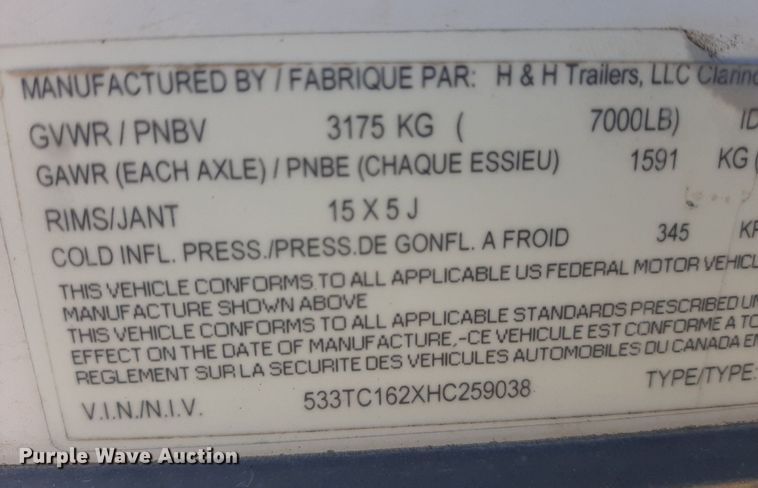 MANUFACTURED BY / FABRIQUE PAR: H & H Trailers, LLC
GVWR / PNBV 3175 KG ( 7000LB)
GAWR (EACH AXLE) / PNBE (CHAQUE ESSIEU) 1591 KG (
RIMS/JANT 15 X 5 J
COLD INFL. PRESS./PRESS.DE GONFL. A FROID 345
THIS VEHICLE CONFORMS TO ALL APPLICABLE US FEDERAL MOTOR
MANUFACTURE SHOWN ABOVE
THIS VEHICLE CONFORMS TO ALL APPLICABLE STANDARDS PRESCRIBED
EFFECT ON THE DATE OF MANUFACTURE,-CE VEHICULE EST CONFORME A
REGLEMENT SUR LA SECURITE DES VEHICULES AUTOMOBILES DU CANADA
V.I.N./N.I.V. 533TC162XHC259038 TYPE/TYPE:
Purple Wave Auction